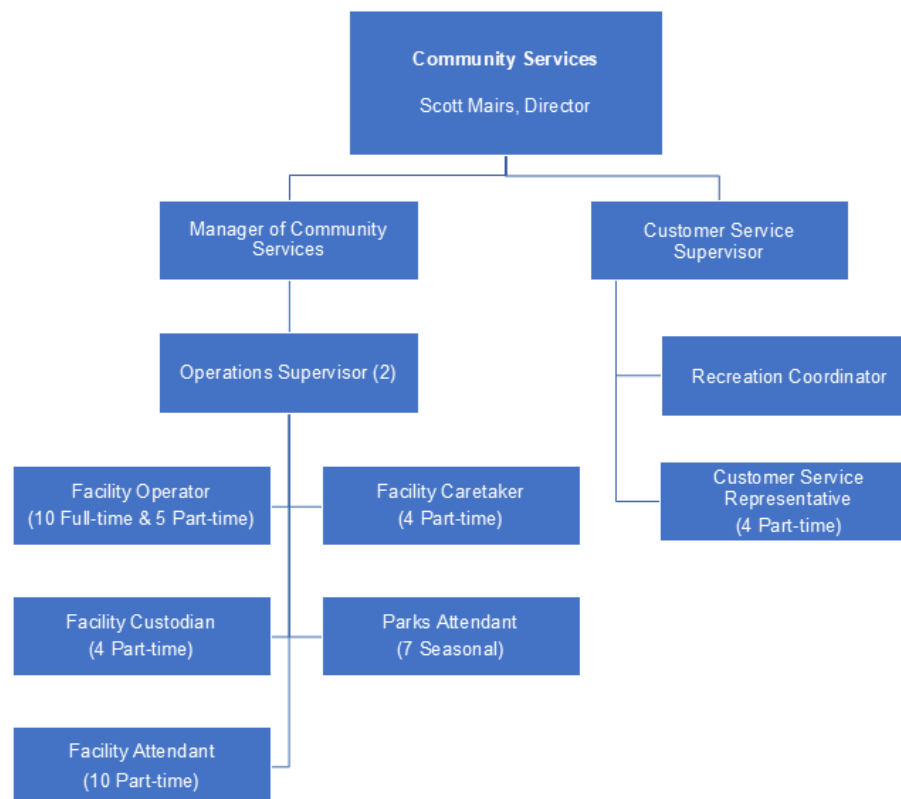 Community Services
Scott Mairs, Director
Manager of Community
Services
Customer Service
Supervisor
Operations Supervisor (2)
Recreation Coordinator
Facility Operator
(10 Full-time & 5 Part-time)
Facility Caretaker
(4 Part-time)
Customer Service
Representative
(4 Part-time)
Facility Custodian
(4 Part-time)
Parks Attendant
(7 Seasonal)
Facility Attendant
(10 Part-time)